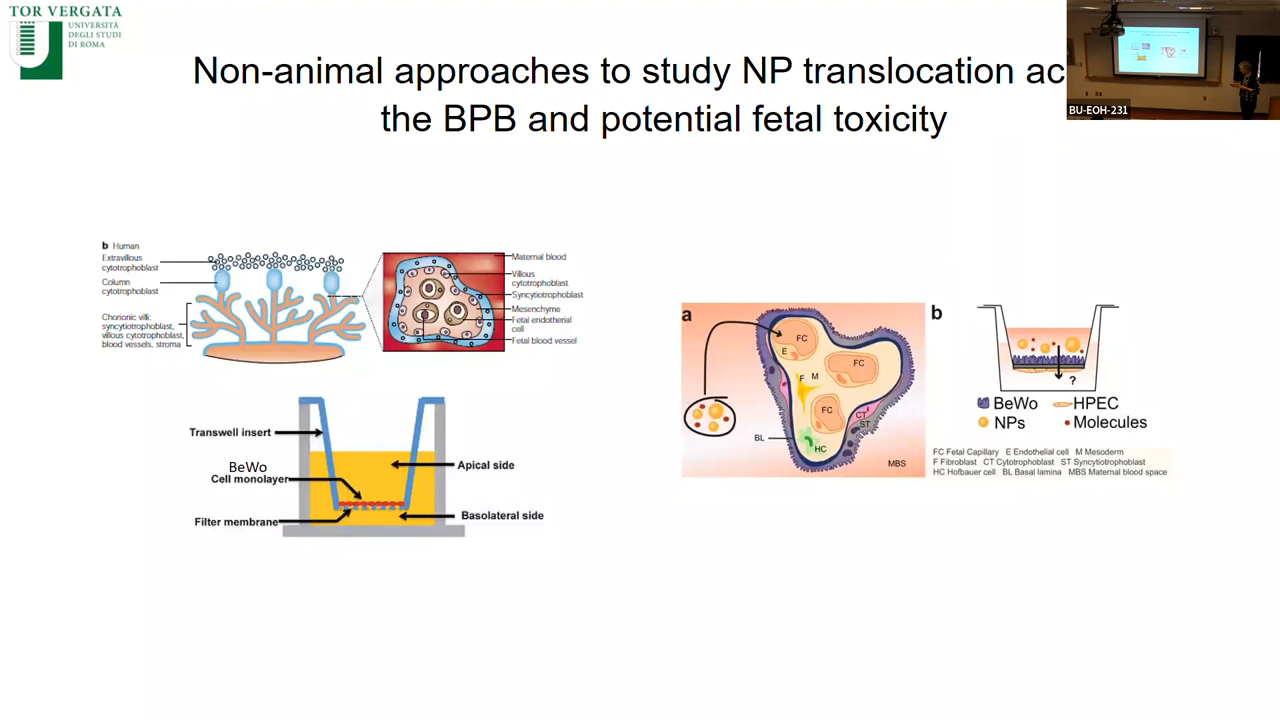 TOR VERGATA
UNIVERSITÀ
DEGLI STUDI
DI ROMA
Non-animal approaches to study NP translocation ac
the BPB and potential fetal toxicity
BU-EOH-231
b Human
Extravillous
cytotrophoblast
Column
cytotrophoblast
Chorionic villi:
syncytiotrophoblast,
villous cytotrophoblast,
blood vessels, stroma
Maternal blood
Villous
cytotrophoblast
Syncytiotrophoblast
Mesenchyme
Fetal endotherial
cell
Fetal blood vessel
Transwell insert
BeWo
Cell monolayer
Filter membrane
Apical side
Basolateral side
a
FC
E
FC
F
M
FC
CT
ST
BL
HC
MBS
b
?
BeWo
HPEC
NPs
Molecules
FC Fetal Capillary E Endothelial cell M Mesoderm
F Fibroblast CT Cytotrophoblast ST Syncytiotrophoblast
HC Hofbauer cell BL Basal lamina MBS Maternal blood space